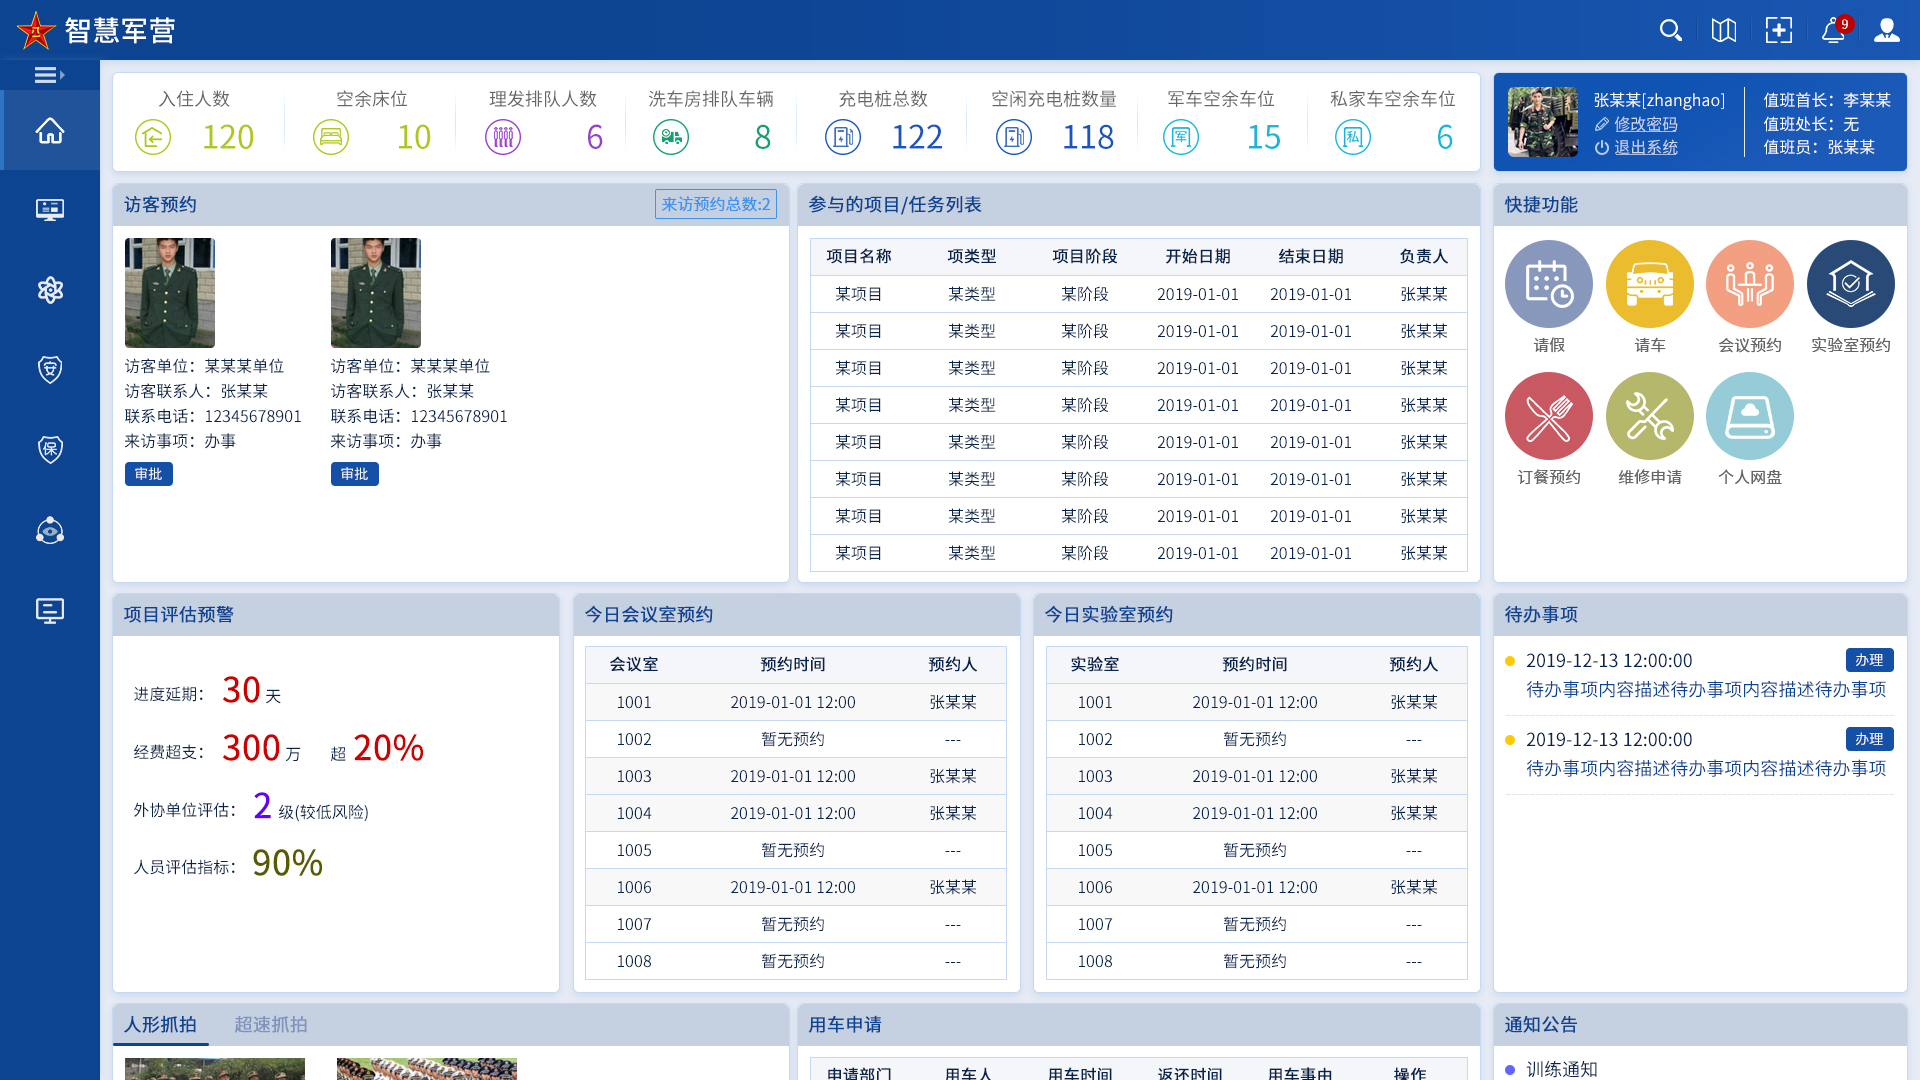 智慧军营
9
入住人数
120
空余床位
10
理发排队人数
6
洗车房排队车辆
8
充电桩总数
122
空闲充电桩数量
118
军车空余车位
军
15
私家车空余车位
私
6
张某某[zhanghao]
修改密码
退出系统
值班首长：李某某
值班处长：无
值班员：张某某
安
保
访客预约
来访预约总数:2
访客单位：某某某单位
访客联系人：张某某
联系电话：12345678901
来访事项：办事
审批
访客单位：某某某单位
访客联系人：张某某
联系电话：12345678901
来访事项：办事
审批
参与的项目/任务列表
项目名称 项类型 项目阶段 开始日期 结束日期 负责人
某项目 某类型 某阶段 2019-01-01 2019-01-01 张某某
某项目 某类型 某阶段 2019-01-01 2019-01-01 张某某
某项目 某类型 某阶段 2019-01-01 2019-01-01 张某某
某项目 某类型 某阶段 2019-01-01 2019-01-01 张某某
某项目 某类型 某阶段 2019-01-01 2019-01-01 张某某
某项目 某类型 某阶段 2019-01-01 2019-01-01 张某某
某项目 某类型 某阶段 2019-01-01 2019-01-01 张某某
某项目 某类型 某阶段 2019-01-01 2019-01-01 张某某
快捷功能
请假
请车
会议预约
实验室预约
订餐预约
维修申请
个人网盘
项目评估预警
进度延期： 30 天
经费超支： 300 万 超 20%
外协单位评估： 2 级(较低风险)
人员评估指标： 90%
今日会议室预约
会议室 预约时间 预约人
1001 2019-01-01 12:00 张某某
1002 暂无预约 ---
1003 2019-01-01 12:00 张某某
1004 2019-01-01 12:00 张某某
1005 暂无预约 ---
1006 2019-01-01 12:00 张某某
1007 暂无预约 ---
1008 暂无预约 ---
今日实验室预约
实验室 预约时间 预约人
1001 2019-01-01 12:00 张某某
1002 暂无预约 ---
1003 2019-01-01 12:00 张某某
1004 2019-01-01 12:00 张某某
1005 暂无预约 ---
1006 2019-01-01 12:00 张某某
1007 暂无预约 ---
1008 暂无预约 ---
待办事项
2019-12-13 12:00:00 办理
待办事项内容描述待办事项内容描述待办事项
2019-12-13 12:00:00 办理
待办事项内容描述待办事项内容描述待办事项
人形抓拍 超速抓拍
用车申请
申请部门 用车人 用车时间 返还时间 用车事由 操作
通知公告
训练通知